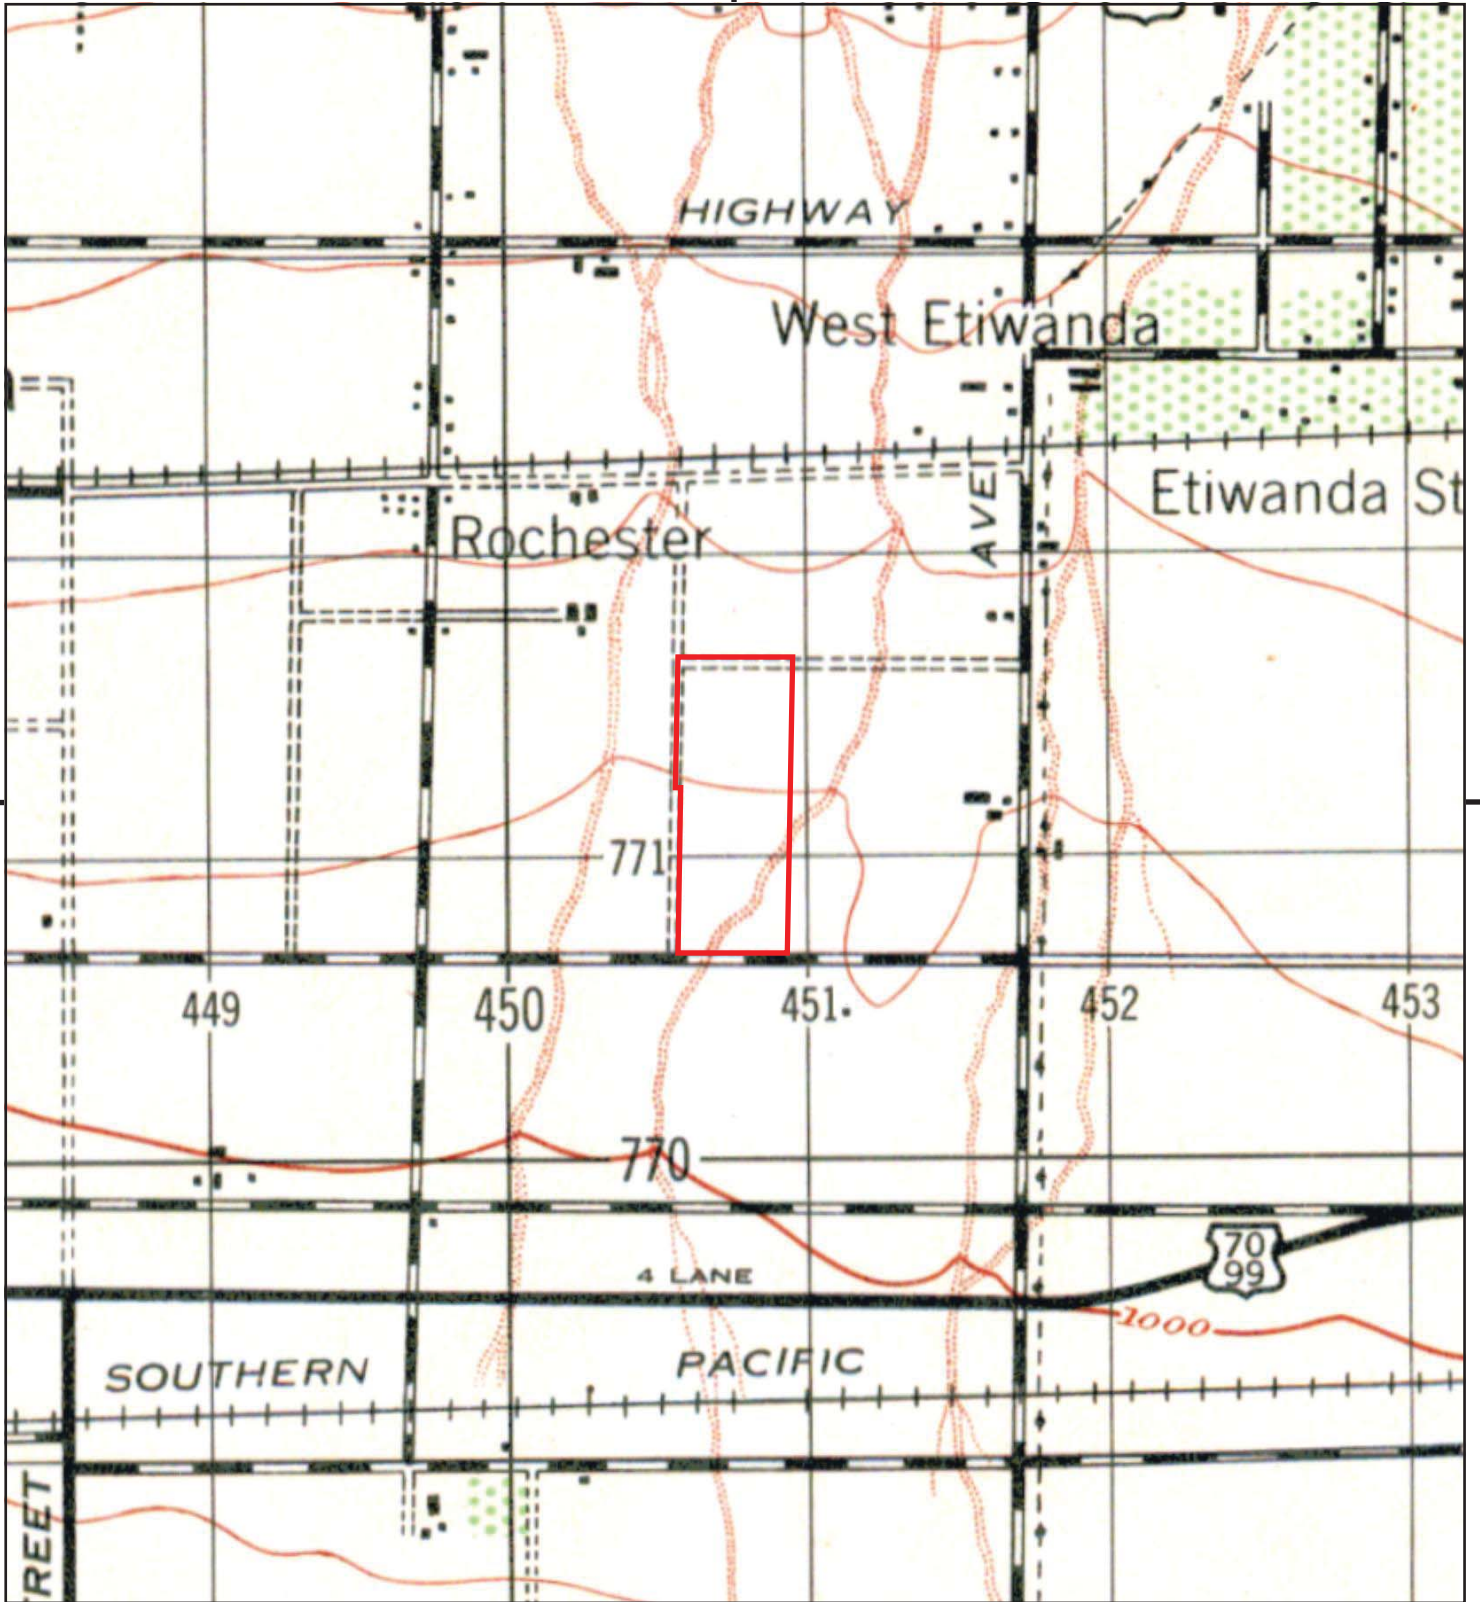 HIGHWAY
West Etiwanda
Etiwanda St
AVE
Rochester
771
449
450
451
452
453
770
70
99
4 LANE
1000
SOUTHERN
PACIFIC
REET